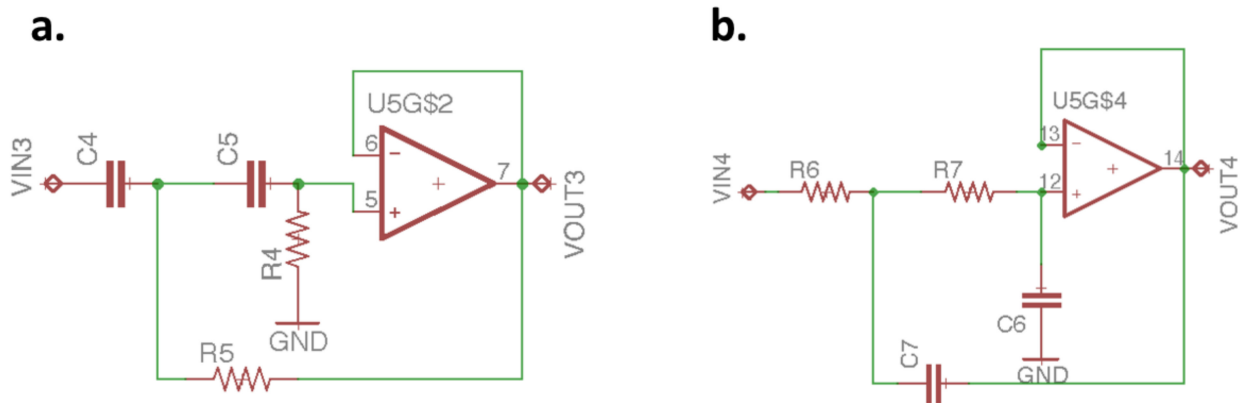 a.
VIN3
C4
C5
U5G$2
6
5
7
VOUT3
R4
GND
R5
b.
VIN4
R6
R7
U5G$4
13
12
14
VOUT4
C6
GND
C7